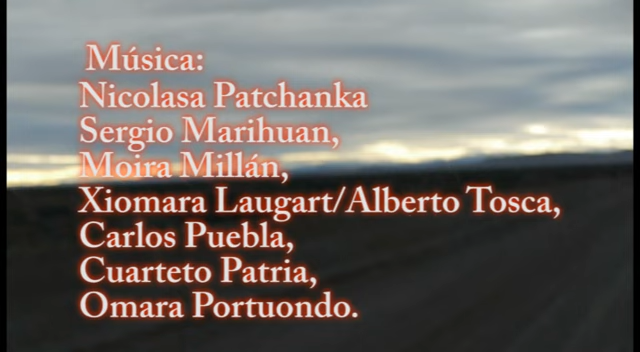 Música:
Nicolasa Patchanka
Sergio Marihuan,
Moira Millán,
Xiomara Laugart/Alberto Tosca,
Carlos Puebla,
Cuarteto Patria,
Omara Portuondo.